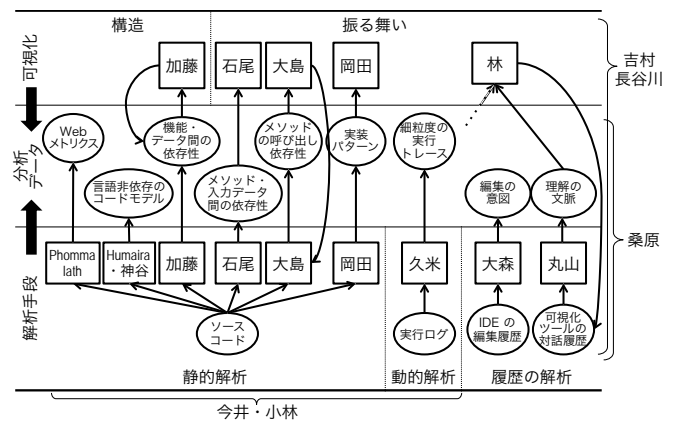 構造
振る舞い
可視化
加藤
石尾
大島
岡田
林
吉村
長谷川
Web
メトリクス
機能・
データ間の
依存性
メソッド
の呼び出し
依存性
実装
パターン
細粒度の
実行
トレース
分析
データ
言語非依存の
コードモデル
メソッド・
入力データ
間の依存性
編集の
意図
理解の
文脈
桑原
解析手段
Phomma
lath
Humaira
・神谷
加藤
石尾
大島
岡田
久米
大森
丸山
ソース
コード
実行ログ
IDE の
編集履歴
可視化
ツールの
対話履歴
静的解析
動的解析
履歴の解析
今井・小林